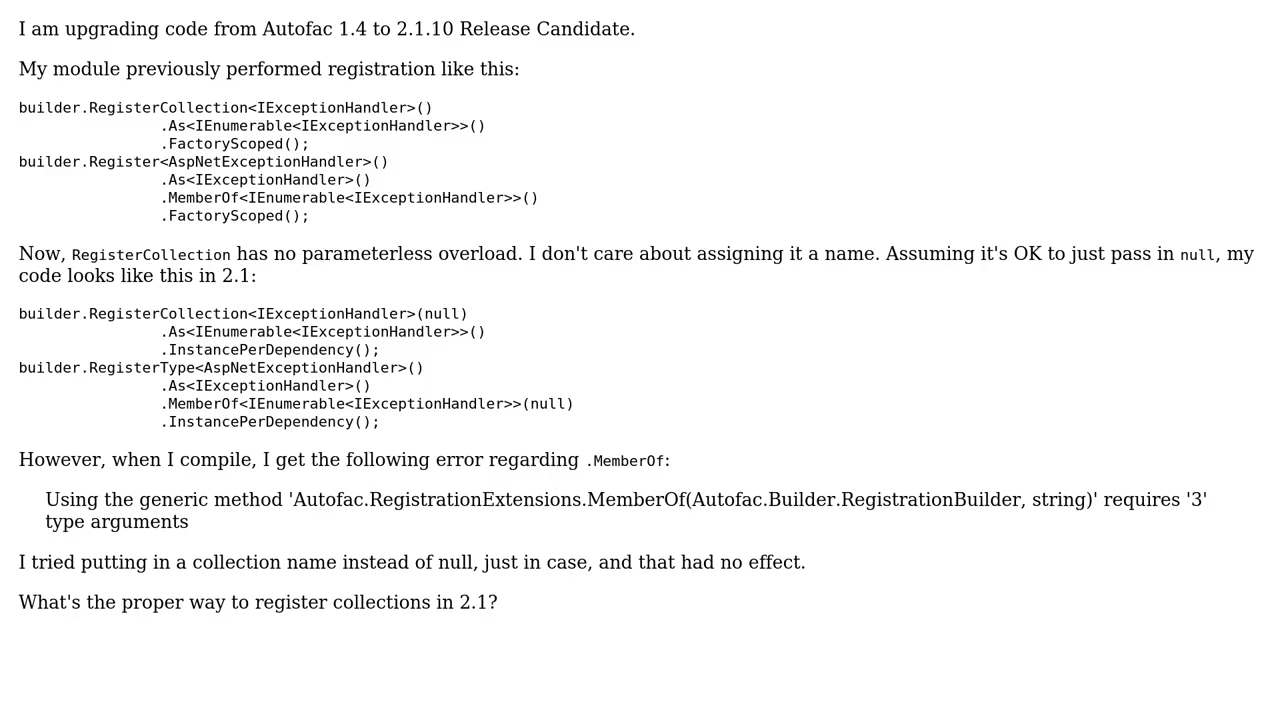 I am upgrading code from Autofac 1.4 to 2.1.10 Release Candidate.
My module previously performed registration like this:
builder.RegisterCollection<IExceptionHandler>()
                .As<IEnumerable<IExceptionHandler>>()
                .FactoryScoped();
builder.Register<AspNetExceptionHandler>()
                .As<IExceptionHandler>()
                .MemberOf<IEnumerable<IExceptionHandler>>()
                .FactoryScoped();
Now, RegisterCollection has no parameterless overload. I don't care about assigning it a name. Assuming it's OK to just pass in null, my
code looks like this in 2.1:
builder.RegisterCollection<IExceptionHandler>(null)
                .As<IEnumerable<IExceptionHandler>>()
                .InstancePerDependency();
builder.RegisterType<AspNetExceptionHandler>()
                .As<IExceptionHandler>()
                .MemberOf<IEnumerable<IExceptionHandler>>(null)
                .InstancePerDependency();
However, when I compile, I get the following error regarding .MemberOf:
Using the generic method 'Autofac.RegistrationExtensions.MemberOf(Autofac.Builder.RegistrationBuilder, string)' requires '3'
type arguments
I tried putting in a collection name instead of null, just in case, and that had no effect.
What's the proper way to register collections in 2.1?